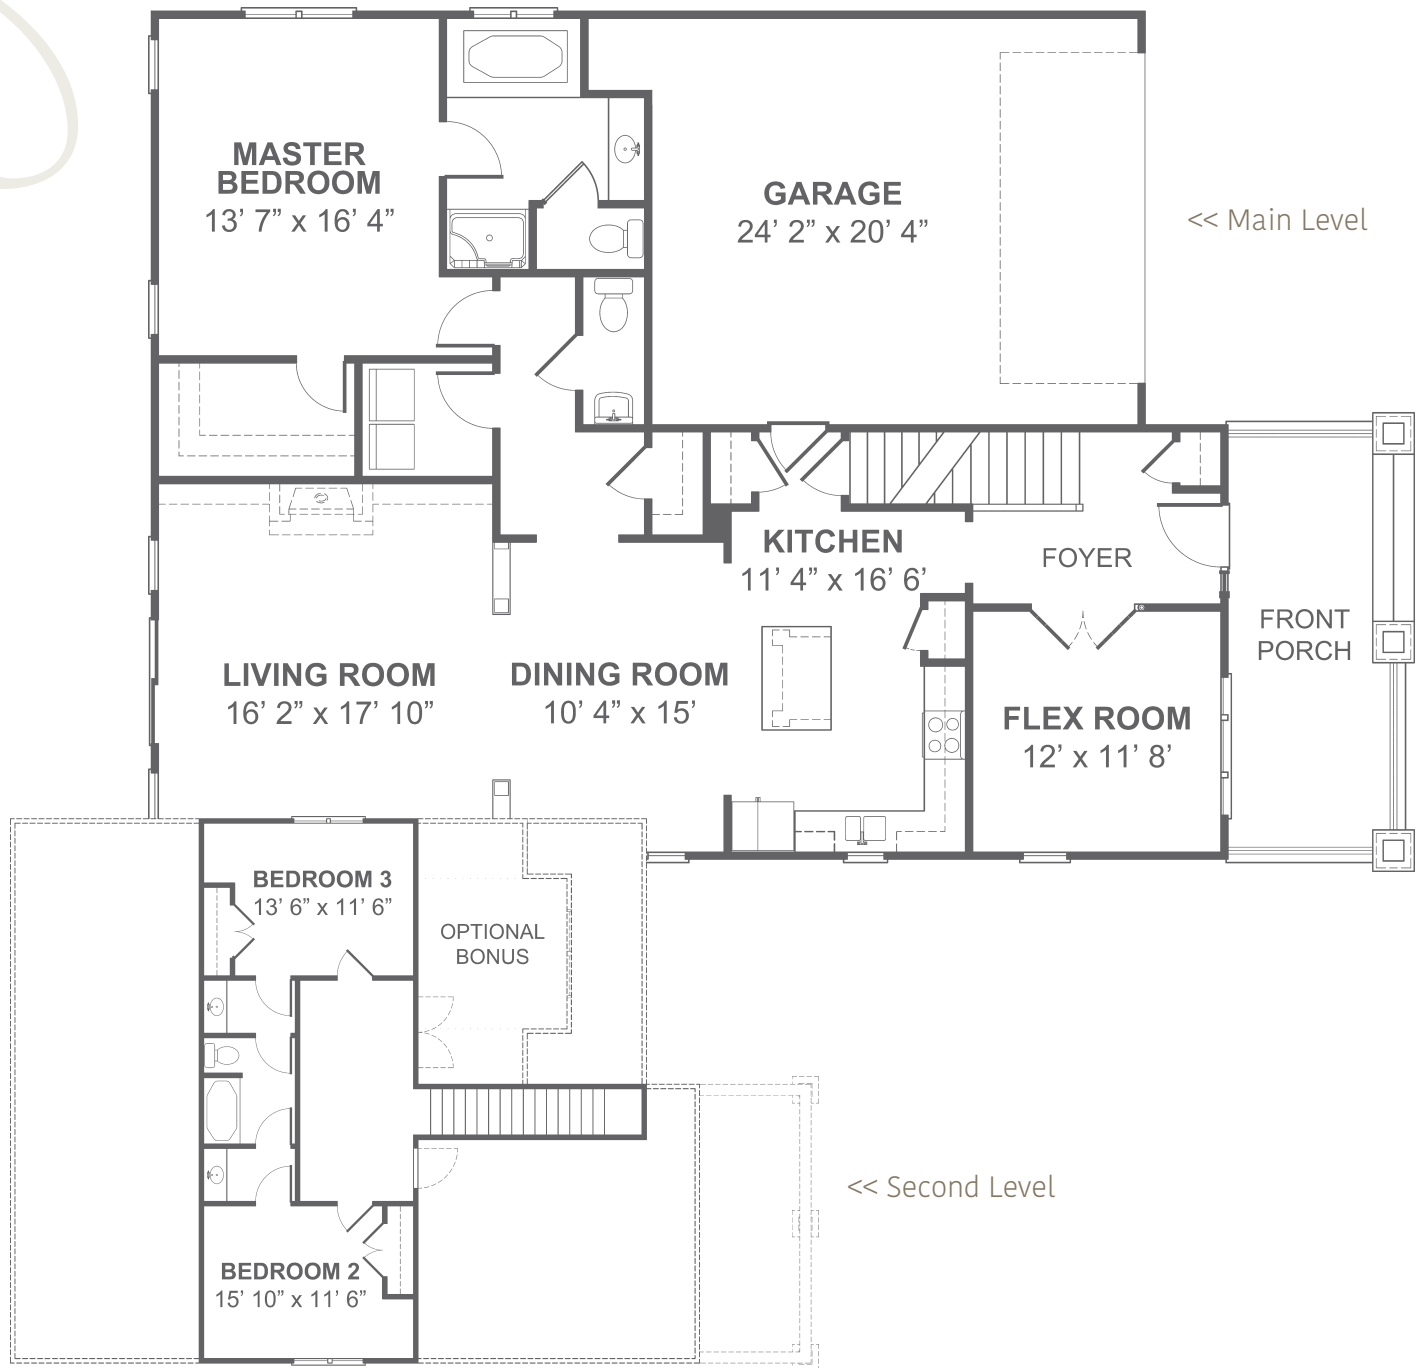 MASTER
BEDROOM
13’ 7” x 16’ 4”
GARAGE
24’ 2” x 20’ 4”
<< Main Level
KITCHEN
11’ 4” x 16’ 6’
FOYER
FRONT
PORCH
LIVING ROOM
16’ 2” x 17’ 10”
DINING ROOM
10’ 4” x 15’
FLEX ROOM
12’ x 11’ 8’
BEDROOM 3
13’ 6” x 11’ 6”
OPTIONAL
BONUS
<< Second Level
BEDROOM 2
15’ 10” x 11’ 6”